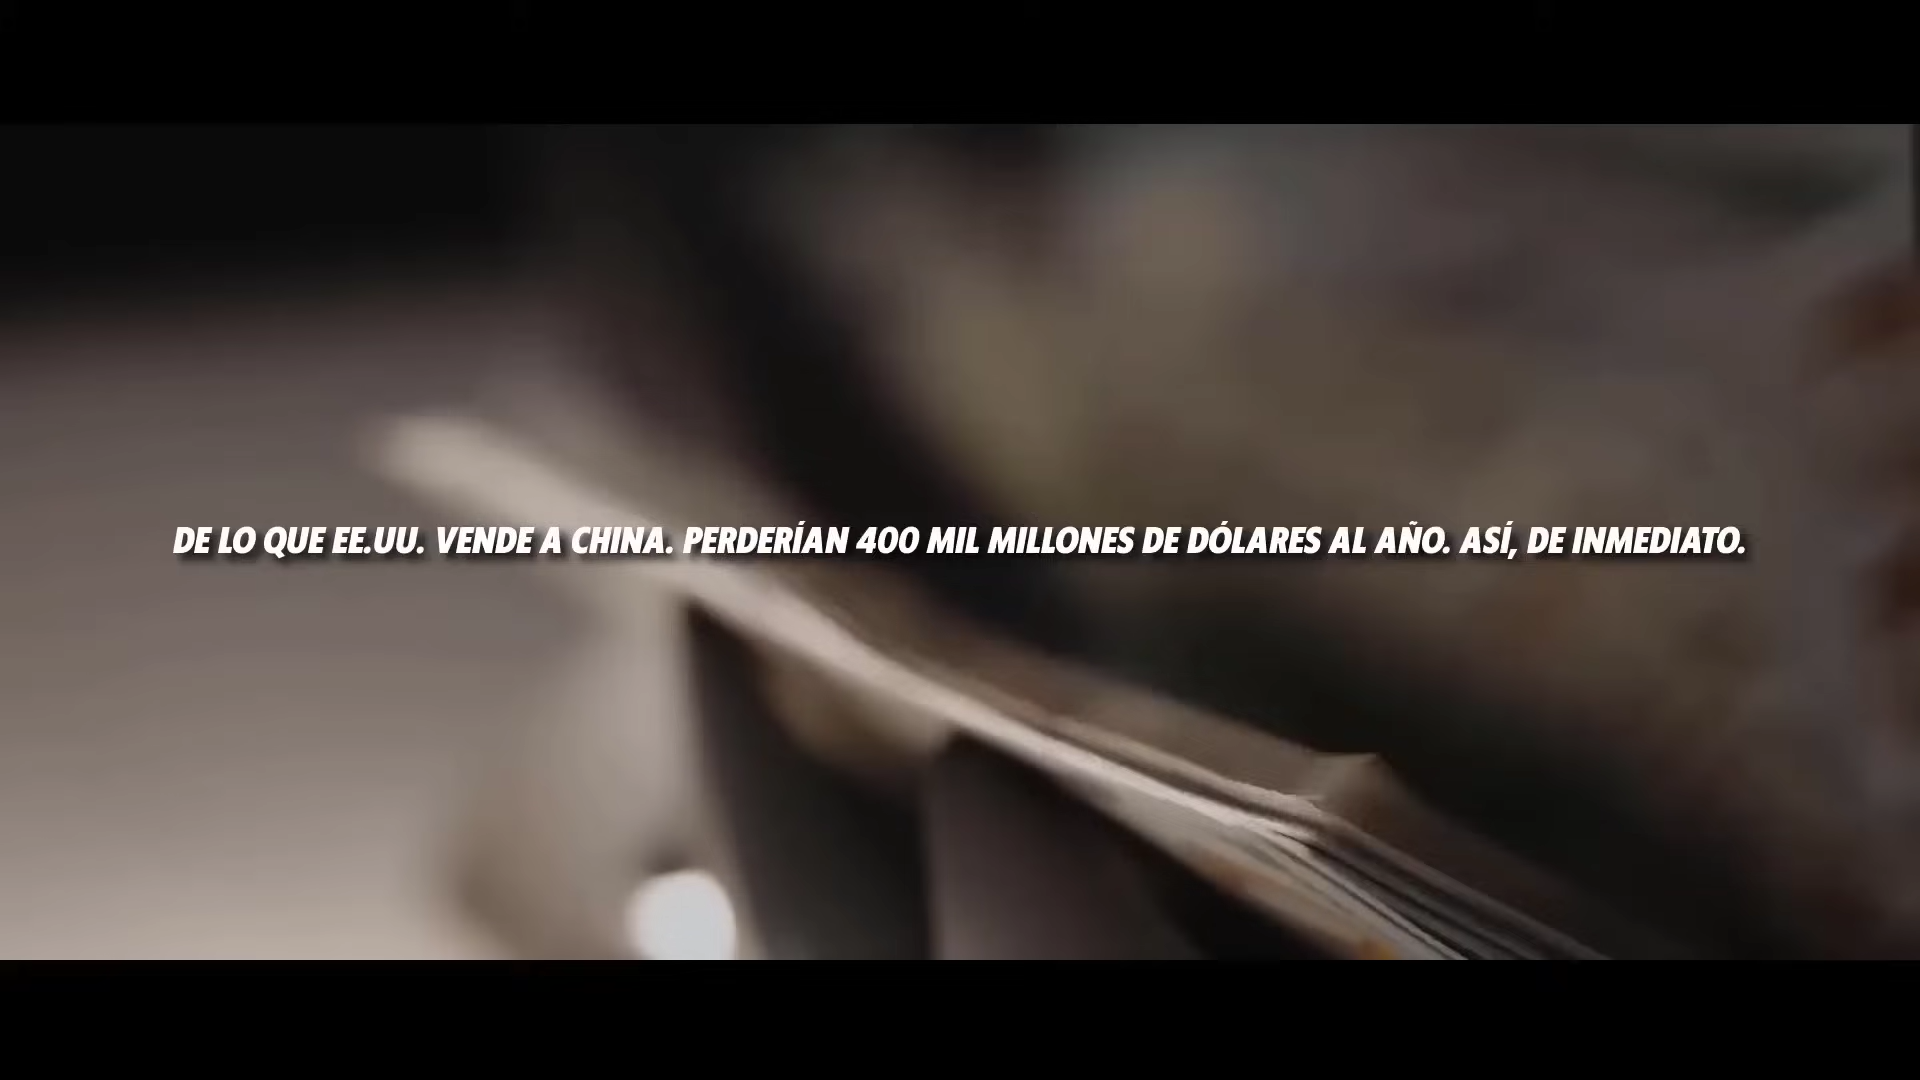 DE LO QUE EE.UU. VENDE A CHINA. PERDERÍAN 400 MIL MILLONES DE DÓLARES AL AÑO. ASÍ, DE INMEDIATO.